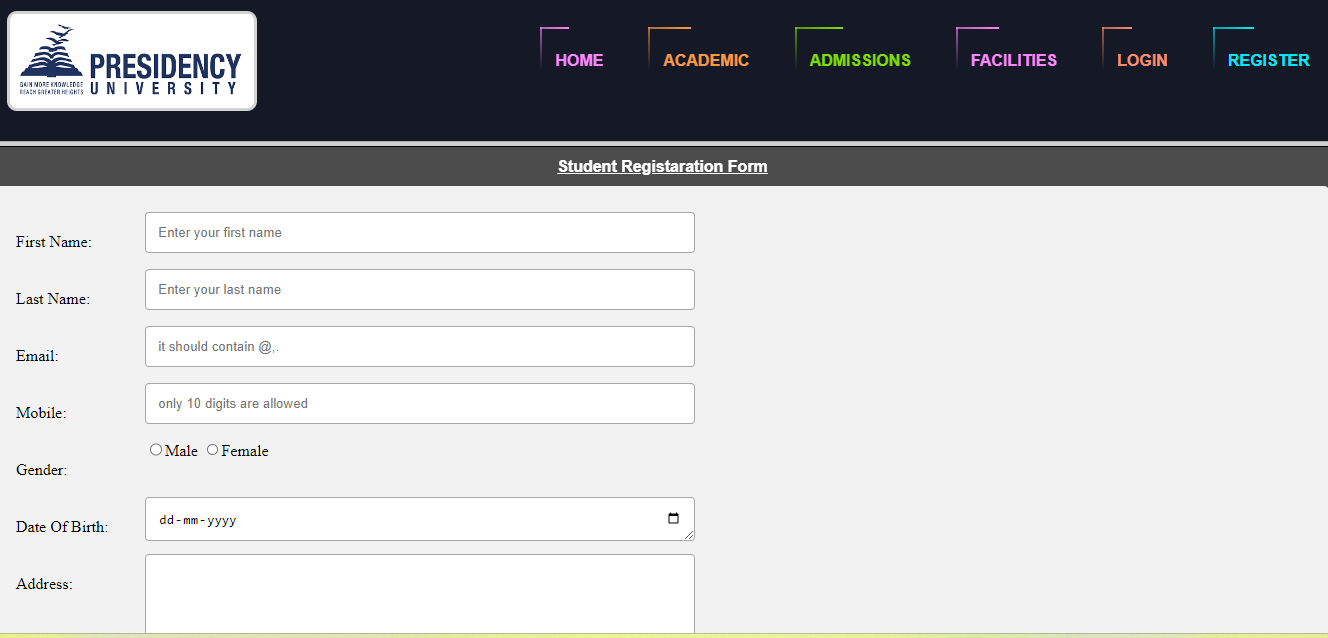 PRESIDENCY
UNIVERSITY
GAIN MORE KNOWLEDGE
REACH GREATER HEIGHTS
HOME ACADEMIC ADMISSIONS FACILITIES LOGIN REGISTER
Student Registaration Form
First Name: Enter your first name
Last Name: Enter your last name
Email: it should contain @,.
Mobile: only 10 digits are allowed
Gender: Male Female
Date Of Birth: dd-mm-yyyy
Address: